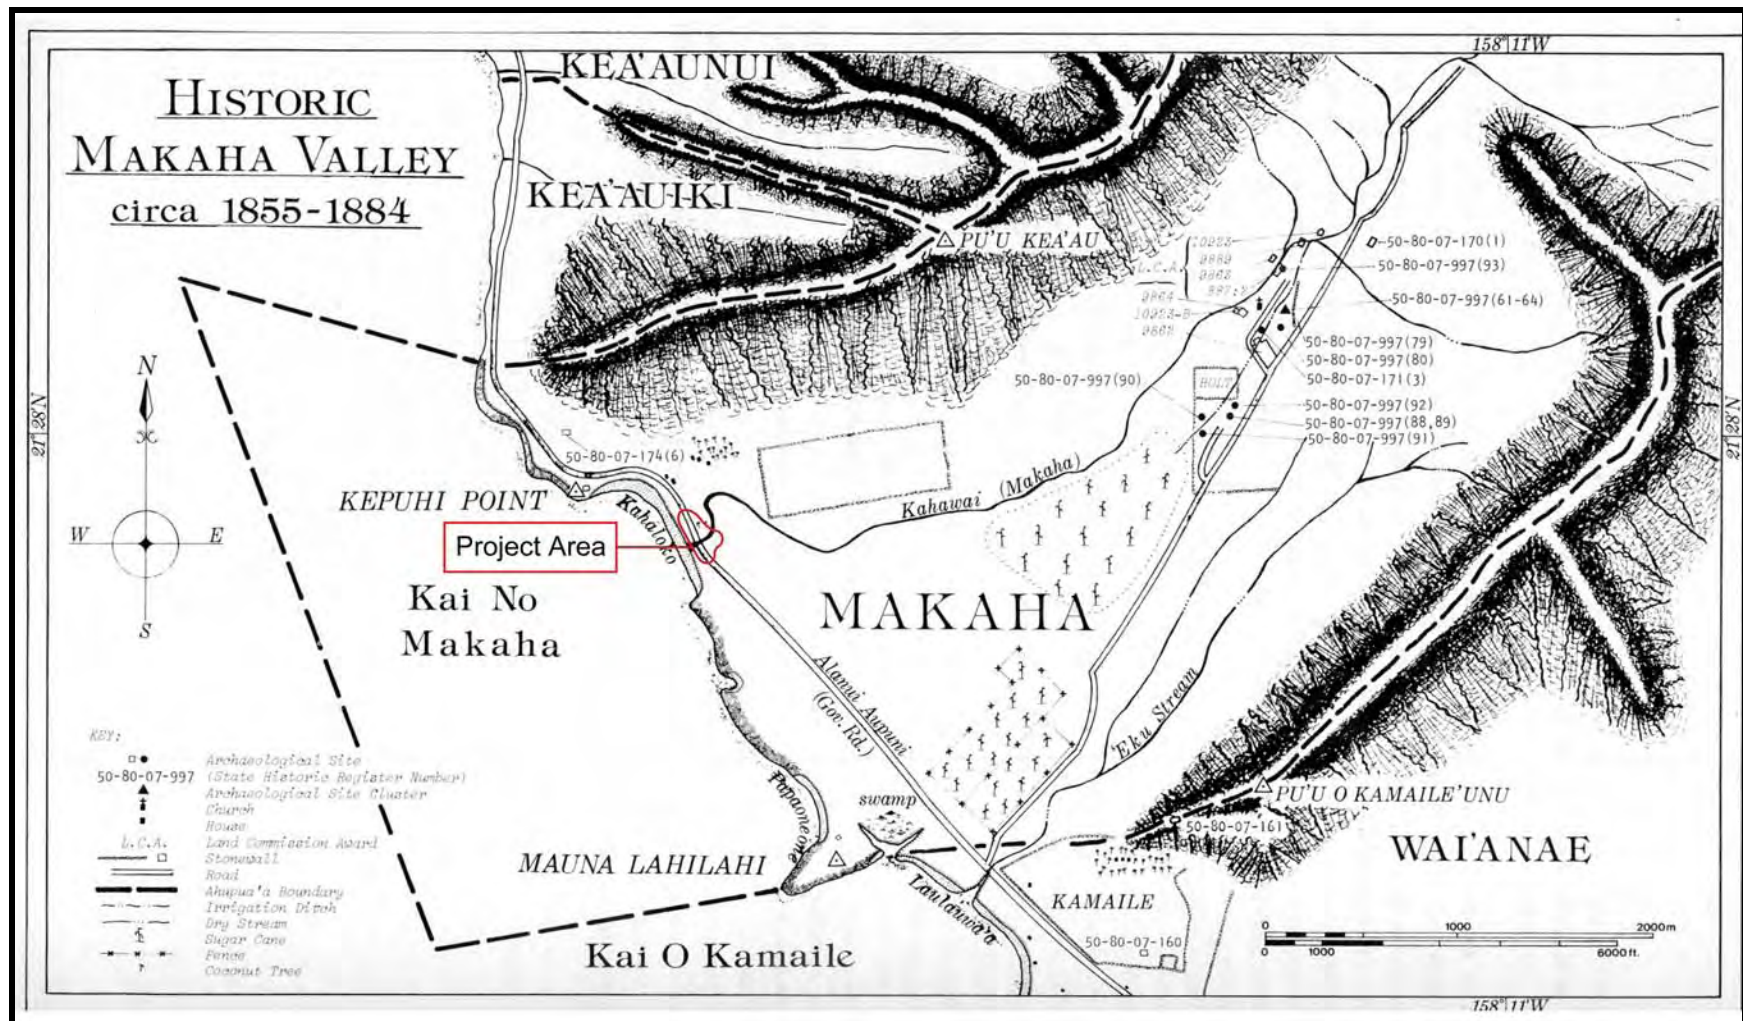 HISTORIC
MAKAHA VALLEY
circa 1855-1884
158° 11'W
KEA'AUNUI
KEA'AUIKI
PU'U KEA'AU
L.C.A.
10923
9859
9863
9864
10923-B
9862
50-80-07-170(1)
50-80-07-997(93)
50-80-07-997(61-64)
50-80-07-997(79)
50-80-07-997(80)
50-80-07-171(3)
50-80-07-997(90)
HOLT
50-80-07-997(92)
50-80-07-997(88,89)
50-80-07-997(91)
21° 28'N
21° 28'N
N
W
E
S
50-80-07-174(6)
KEPUHI POINT
Kahaloko
Project Area
Kahawai (Makaha)
Kai No
Makaha
MAKAHA
Alanui Aupuni
(Gov. Rd.)
'Eku Stream
Papaoneone
swamp
MAUNA LAHILAHI
Laulauwa'a
PU'U O KAMAILE'UNU
50-80-07-161
WAI'ANAE
KAMAILE
50-80-07-160
Kai O Kamaile
KEY:
Archaeological Site
50-80-07-997 (State Historic Register Number)
Archaeological Site Cluster
Church
House
L.C.A. Land Commission Award
Stonewall
Road
Ahupua'a Boundary
Irrigation Ditch
Dry Stream
Sugar Cane
Fence
Coconut Tree
0 1000 2000m
0 1000 6000 ft.
158° 11'W